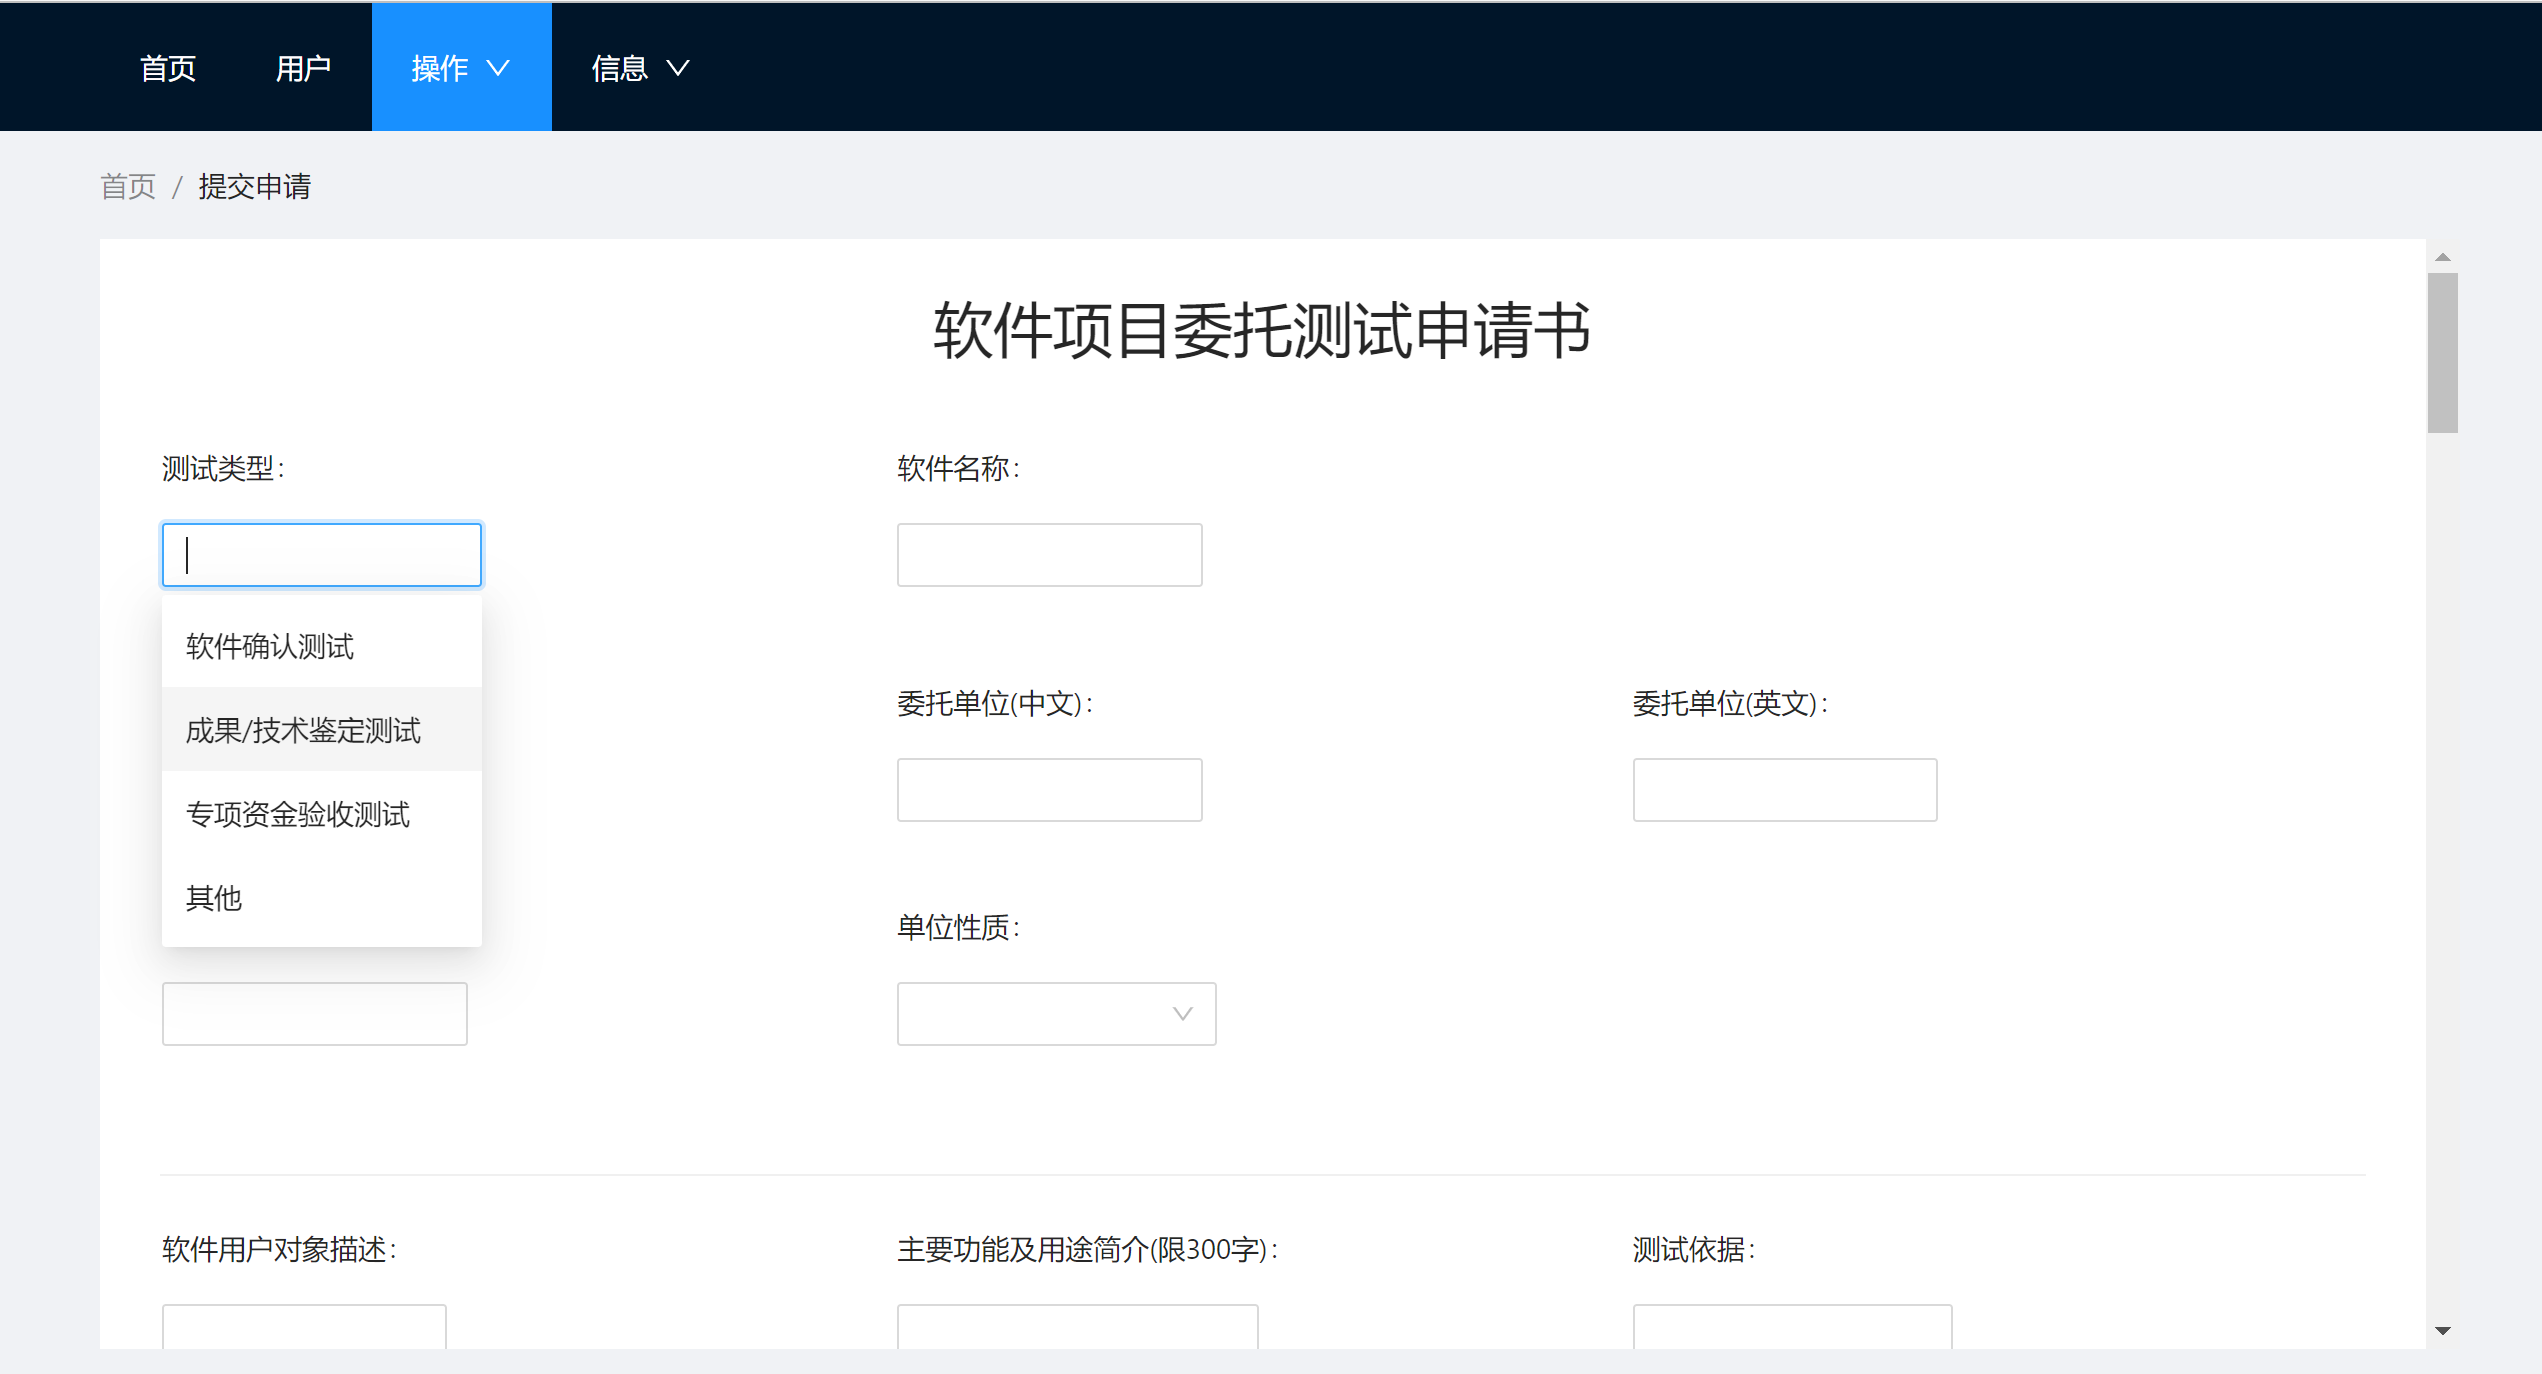 首页 用户 操作 信息
首页 / 提交申请
软件项目委托测试申请书
测试类型: 软件名称:
软件确认测试
委托单位(中文): 委托单位(英文):
成果/技术鉴定测试
专项资金验收测试
其他
单位性质:
软件用户对象描述: 主要功能及用途简介(限300字): 测试依据: